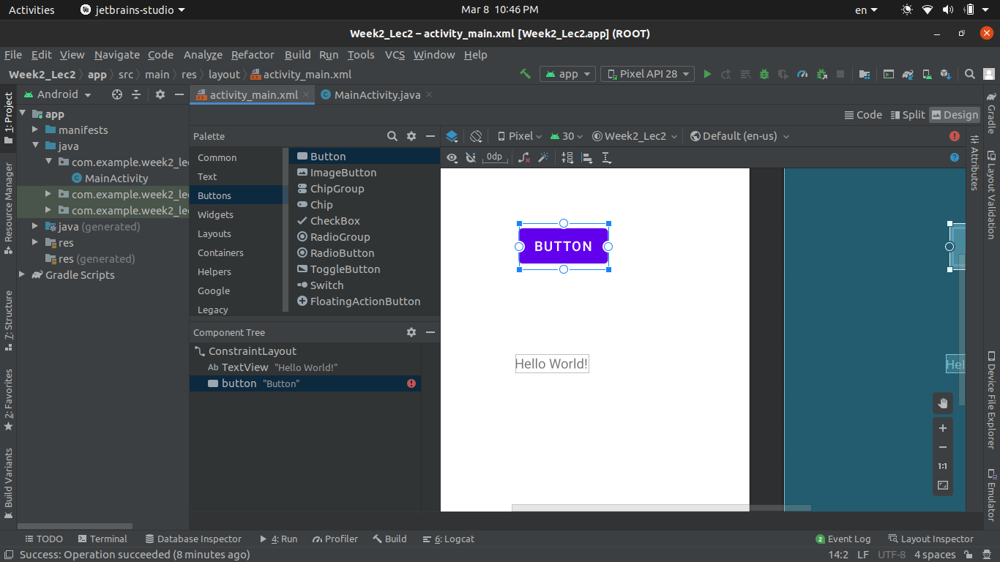 Activities jetbrains-studio Mar 8 10:46 PM en
Week2_Lec2 – activity_main.xml [Week2_Lec2.app] (ROOT)
File Edit View Navigate Code Analyze Refactor Build Run Tools VCS Window Help
Week2_Lec2 app src main res layout activity_main.xml app Pixel API 28
1: Project
Resource Manager
7: Structure
2: Favorites
Build Variants
Android
app
manifests
java
com.example.week2_le
MainActivity
com.example.week2_le
com.example.week2_le
java (generated)
res
res (generated)
Gradle Scripts
activity_main.xml MainActivity.java
Code Split Design
Palette
Common
Text
Buttons
Widgets
Layouts
Containers
Helpers
Google
Legacy
Button
ImageButton
ChipGroup
Chip
CheckBox
RadioGroup
RadioButton
ToggleButton
Switch
FloatingActionButton
Component Tree
ConstraintLayout
Ab TextView "Hello World!"
button "Button"
Pixel 30 Week2_Lec2 Default (en-us)
0dp
BUTTON
Hello World!
Hel
1:1
Attributes
Gradle
Layout Validation
Device File Explorer
Emulator
TODO Terminal Database Inspector 4: Run Profiler Build 6: Logcat 2 Event Log Layout Inspector
Success: Operation succeeded (8 minutes ago) 14:2 LF UTF-8 4 spaces